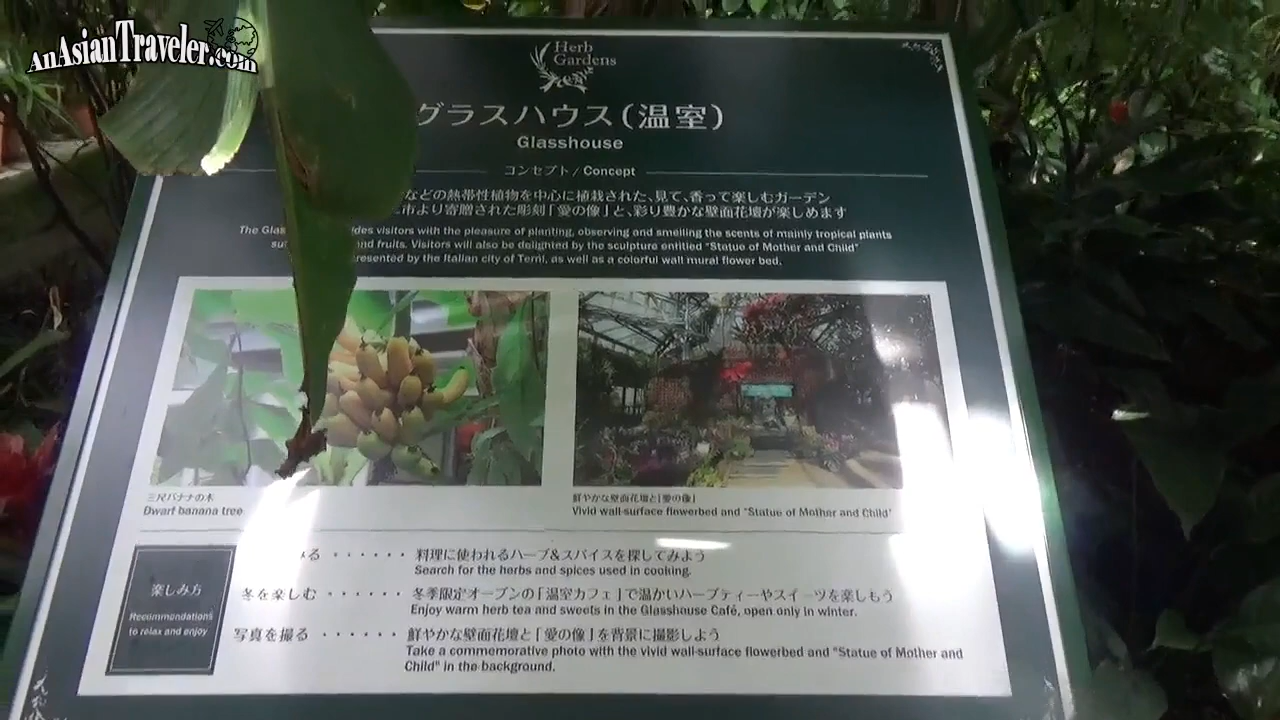 AnAsianTraveler.com
Herb
Gardens
グラスハウス(温室)
Glasshouse
コンセプト / Concept
などの熱帯性植物を中心に植栽された、見て、香って楽しむガーデン
市より寄贈された彫刻「愛の像」と、彩り豊かな壁面花壇が楽しめます
The visitors with the pleasure of planting, observing and smelling the scents of mainly tropical plants
and fruits. Visitors will also be delighted by the sculpture entitled "Statue of Mother and Child"
presented by the Italian city of Terni, as well as a colorful wall mural flower bed.
三尺バナナの木
Dwarf banana tree
鮮やかな壁面花壇と「愛の像」
Vivid wall-surface flowerbed and "Statue of Mother and Child"
楽しみ方
Recommendations
to relax and enjoy
みる ・・・・・・ 料理に使われるハーブ&スパイスを探してみよう
Search for the herbs and spices used in cooking.
冬を楽しむ ・・・・・・ 冬季限定オープンの「温室カフェ」で温かいハーブティーやスイーツを楽しもう
Enjoy warm herb tea and sweets in the Glasshouse Café, open only in winter.
写真を撮る ・・・・・・ 鮮やかな壁面花壇と「愛の像」を背景に撮影しよう
Take a commemorative photo with the vivid wall-surface flowerbed and "Statue of Mother and
Child" in the background.